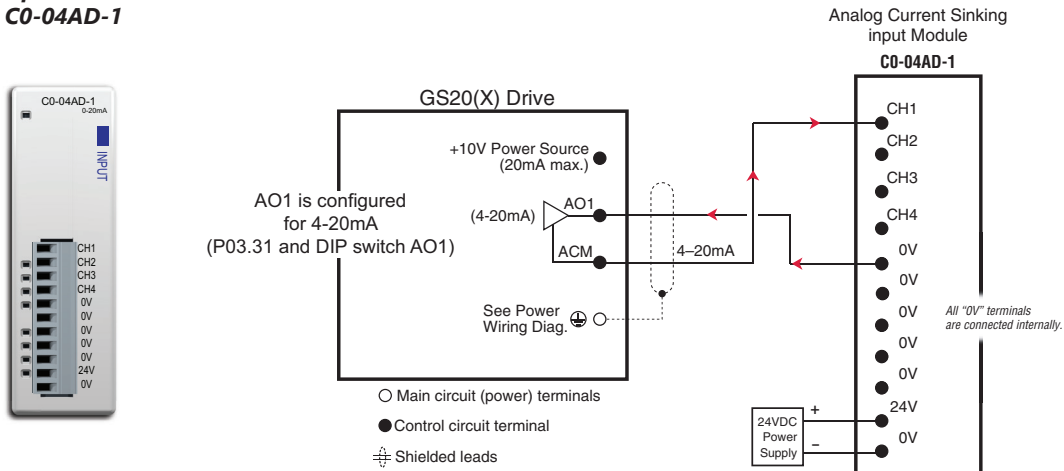 C0-04AD-1
C0-04AD-1
0-20mA
INPUT
CH1
CH2
CH3
CH4
0V
0V
0V
0V
0V
24V
0V
GS20(X) Drive
+10V Power Source
(20mA max.)
AO1 is configured
for 4-20mA
(P03.31 and DIP switch AO1)
(4-20mA)
AO1
ACM
4–20mA
See Power
Wiring Diag.
Main circuit (power) terminals
Control circuit terminal
Shielded leads
Analog Current Sinking
input Module
C0-04AD-1
CH1
CH2
CH3
CH4
0V
0V
0V
0V
0V
24V
0V
All “0V” terminals
are connected internally.
24VDC
Power
Supply
+
–